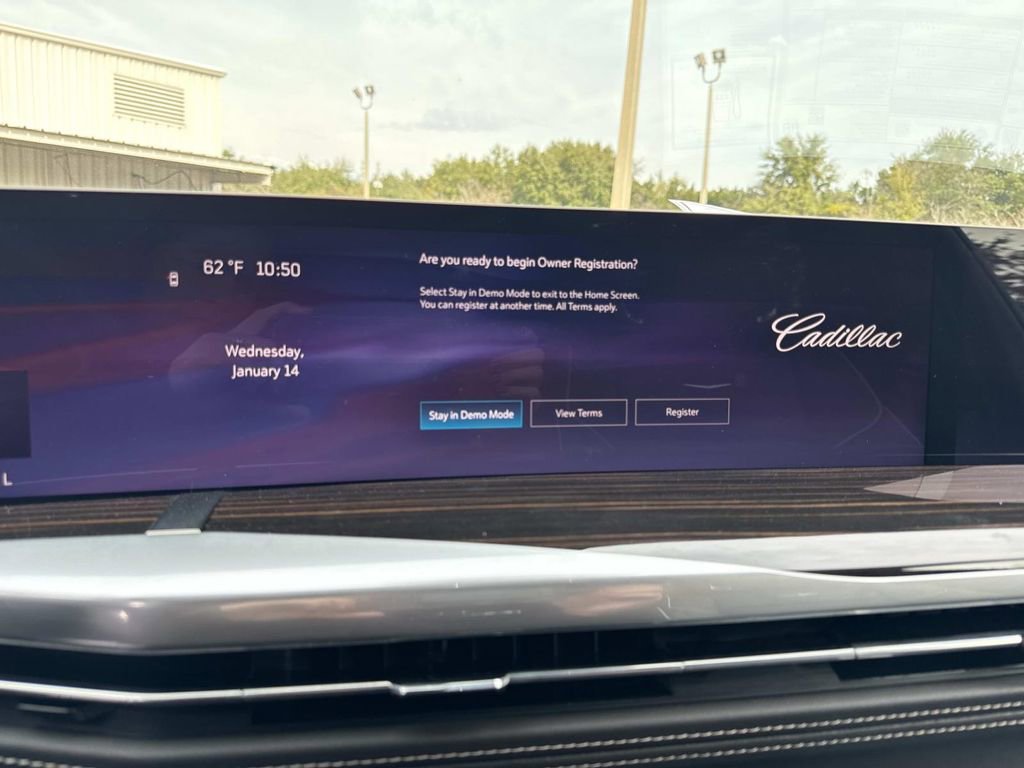 62 °F 10:50
Wednesday,
January 14
Are you ready to begin Owner Registration?
Select Stay in Demo Mode to exit to the Home Screen.
You can register at another time. All Terms apply.
Stay in Demo Mode
View Terms
Register
Cadillac
L